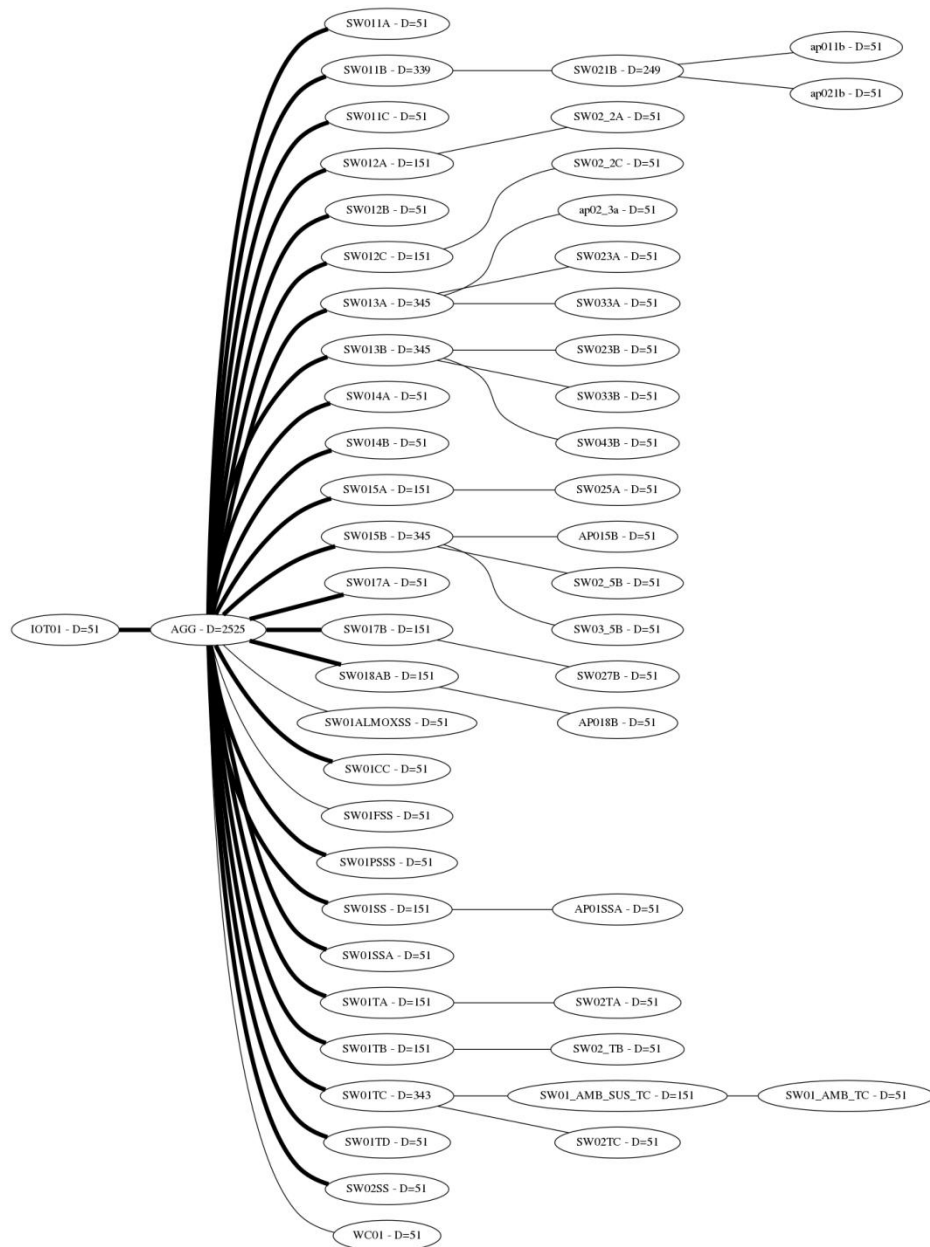 SW011A - D=51
ap011b - D=51
SW011B - D=339
SW021B - D=249
ap021b - D=51
SW011C - D=51
SW02_2A - D=51
SW012A - D=151
SW02_2C - D=51
SW012B - D=51
ap02_3a - D=51
SW012C - D=151
SW023A - D=51
SW013A - D=345
SW033A - D=51
SW013B - D=345
SW023B - D=51
SW014A - D=51
SW033B - D=51
SW014B - D=51
SW043B - D=51
SW015A - D=151
SW025A - D=51
SW015B - D=345
AP015B - D=51
SW017A - D=51
SW02_5B - D=51
IOT01 - D=51
AGG - D=2525
SW017B - D=151
SW03_5B - D=51
SW018AB - D=151
SW027B - D=51
SW01ALMOXSS - D=51
AP018B - D=51
SW01CC - D=51
SW01FSS - D=51
SW01PSSS - D=51
SW01SS - D=151
AP01SSA - D=51
SW01SSA - D=51
SW01TA - D=151
SW02TA - D=51
SW01TB - D=151
SW02_TB - D=51
SW01TC - D=343
SW01_AMB_SUS_TC - D=151
SW01_AMB_TC - D=51
SW01TD - D=51
SW02TC - D=51
SW02SS - D=51
WC01 - D=51